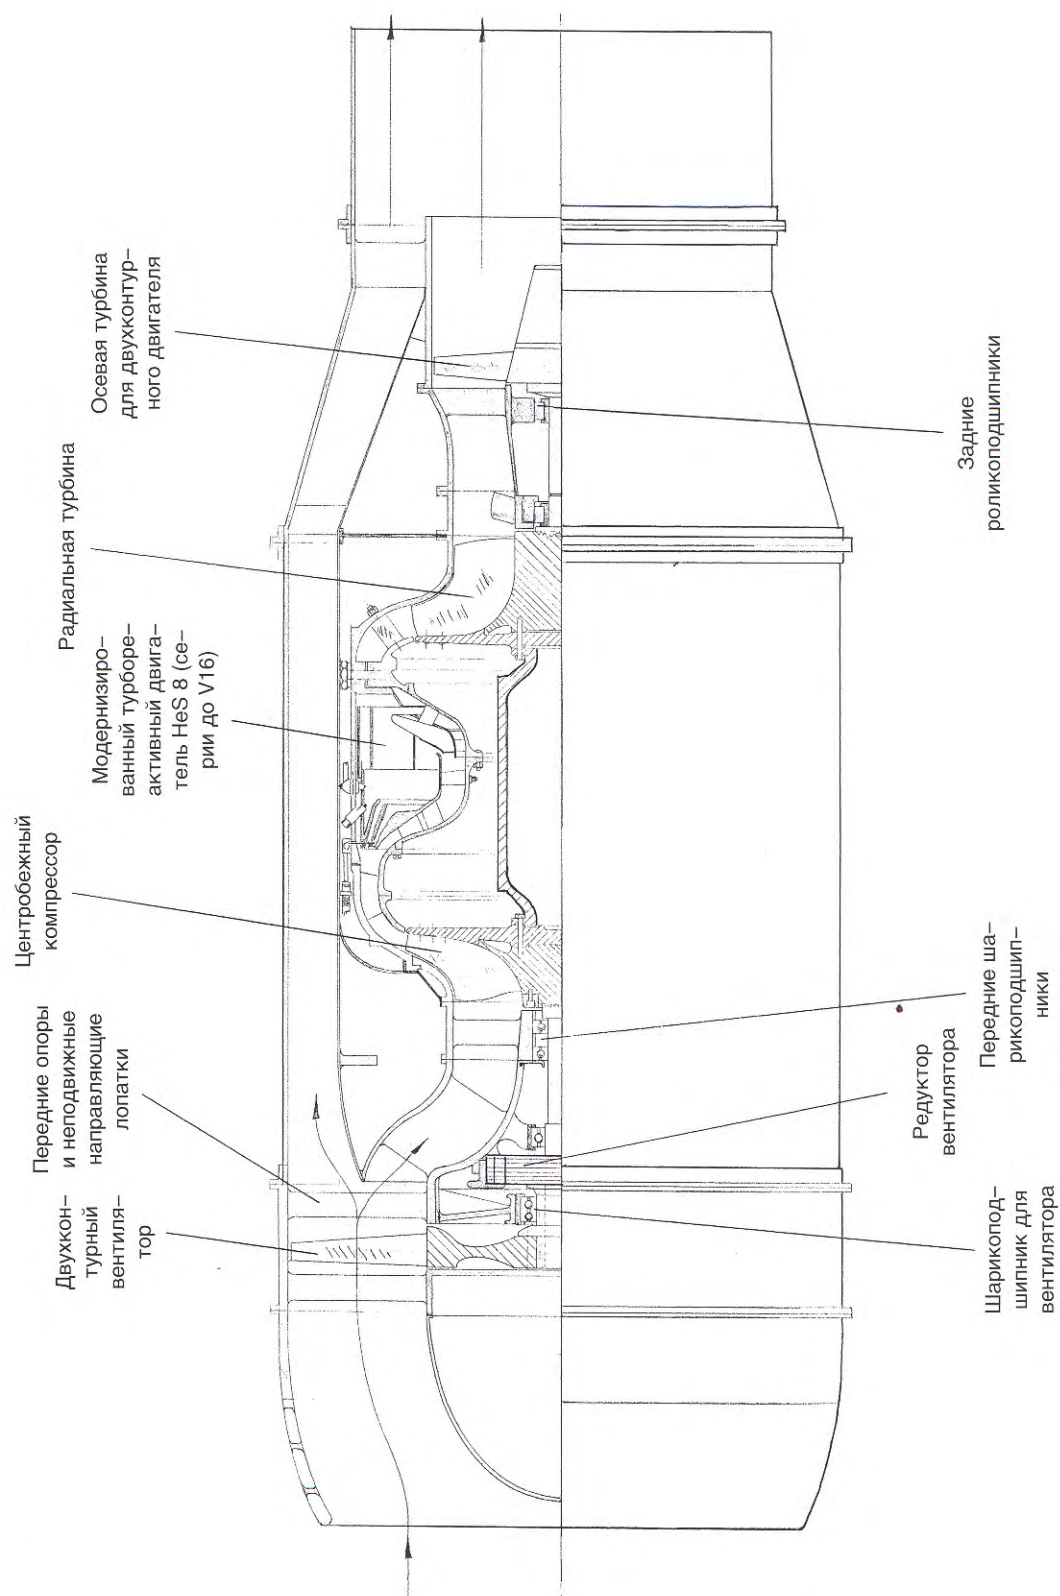 Двухкон–
турный
вентиля–
тор
Передние опоры
и неподвижные
направляющие
лопатки
Центробежный
компрессор
Модернизиро–
ванный турборе–
активный двига–
тель HeS 8 (се–
рии до V16)
Радиальная турбина
Осевая турбина
для двухконтур–
ного двигателя
Шарикопод–
шипник для
вентилятора
Редуктор
вентилятора
Передние ша–
рикоподшип–
ники
Задние
роликоподшипники